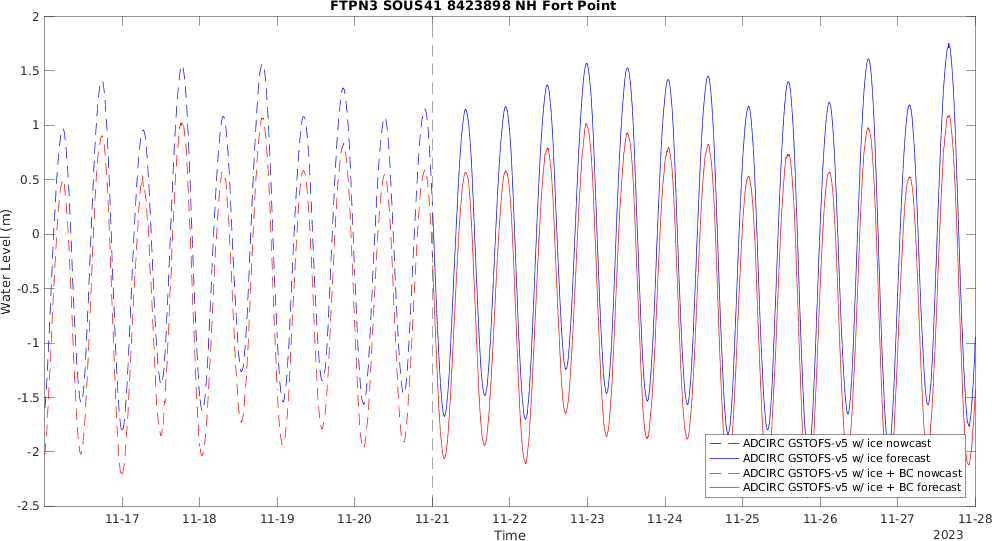 FTPN3 SOUS41 8423898 NH Fort Point
Water Level (m)
2
1.5
1
0.5
0
-0.5
-1
-1.5
-2
-2.5
ADCIRC GSTOFS-v5 w/ ice nowcast
ADCIRC GSTOFS-v5 w/ ice forecast
ADCIRC GSTOFS-v5 w/ ice + BC nowcast
ADCIRC GSTOFS-v5 w/ ice + BC forecast
11-17 11-18 11-19 11-20 11-21 11-22 11-23 11-24 11-25 11-26 11-27 11-28
Time
2023